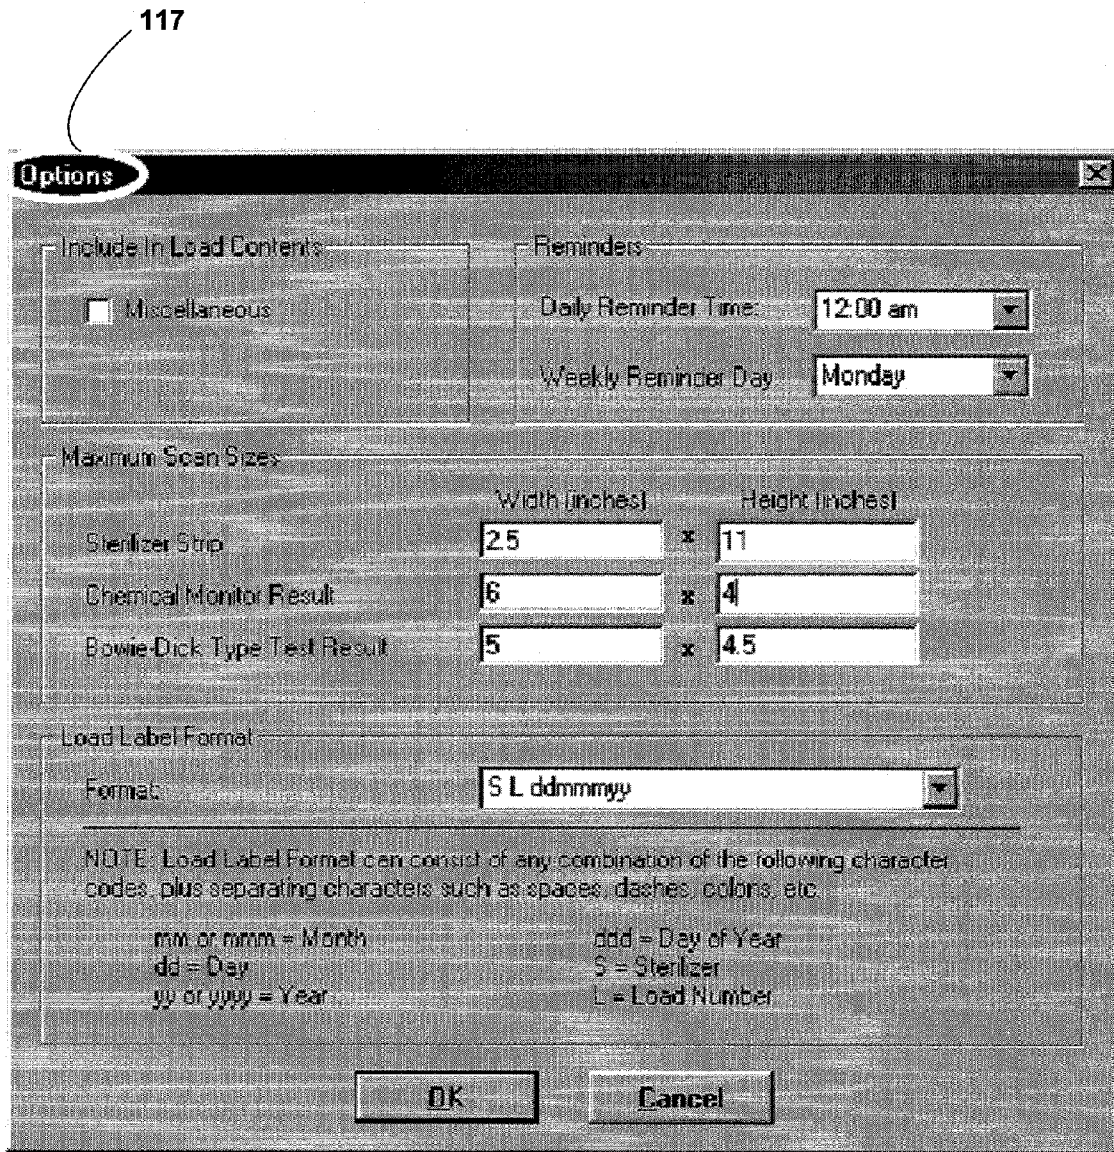 117
Options
Include In Load Contents
Miscellaneous
Reminders
Daily Reminder Time: 12:00 am
Weekly Reminder Day Monday
Maximum Scan Sizes
Width (inches) Height (inches)
Sterilizer Strip 2.5 x 11
Chemical Monitor Result 6 x 4
Bowie-Dick Type Test Result 5 x 4.5
Load Label Format
Format: S L ddmmmyy
NOTE: Load Label Format can consist of any combination of the following character
codes, plus separating characters such as spaces, dashes, colons, etc.
mm or mmm = Month ddd = Day of Year
dd = Day S = Sterilizer
yy or yyyy = Year L = Load Number
OK Cancel